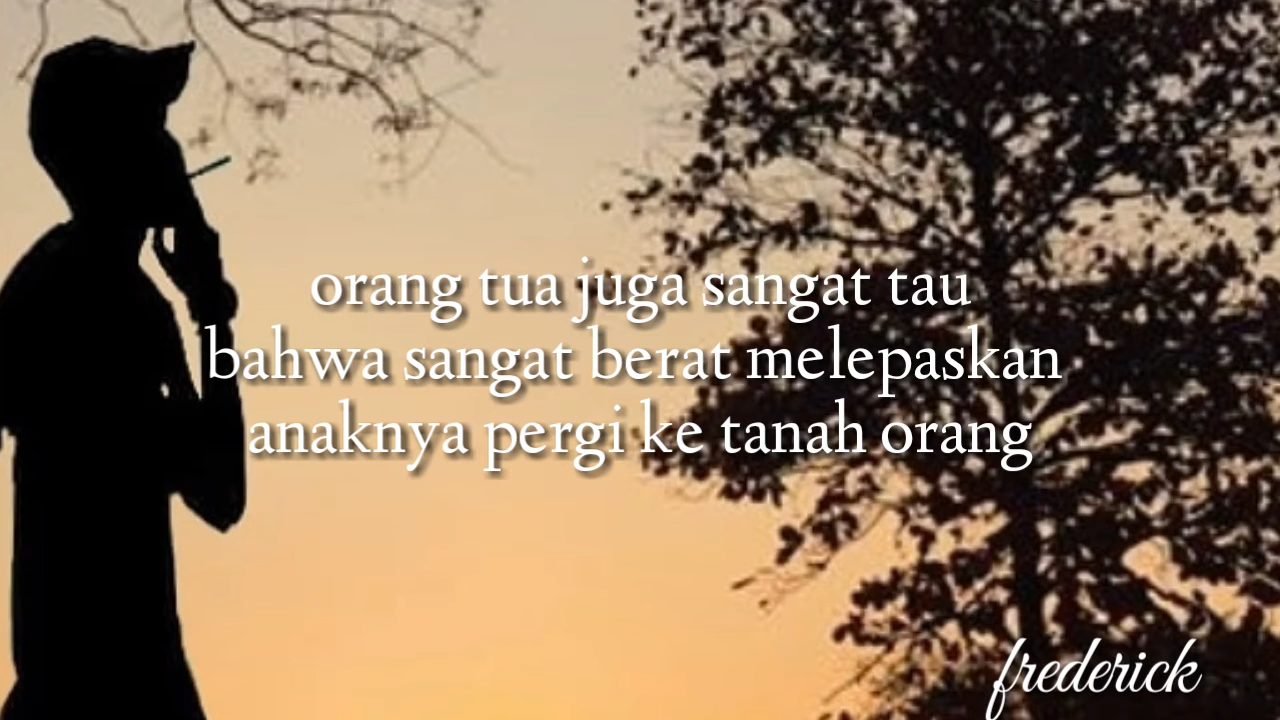 orang tua juga sangat tau
bahwa sangat berat melepaskan
anaknya pergi ke tanah orang
frederick